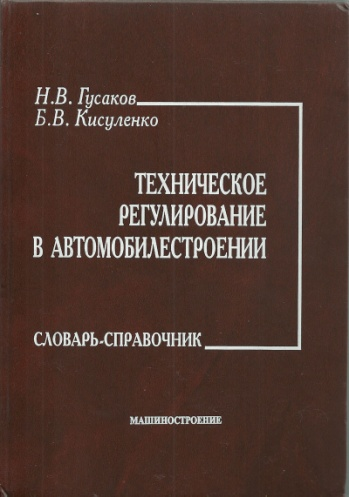 Н.В. Гусаков
Б.В. Кисуленко
ТЕХНИЧЕСКОЕ
РЕГУЛИРОВАНИЕ
В АВТОМОБИЛЕСТРОЕНИИ
СЛОВАРЬ-СПРАВОЧНИК
МАШИНОСТРОЕНИЕ